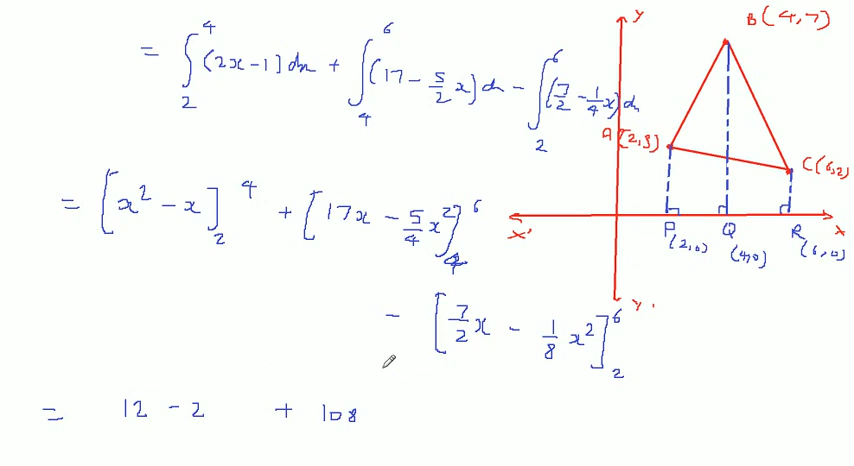 = ∫₂⁴ (2x-1) dx + ∫₄⁶ (17 - 5/2 x) dx - ∫₂⁶ (7/2 - 1/4 x) dx
= [x² - x]₂⁴ + [17x - 5/4 x²]₄⁶
- [7/2 x - 1/8 x²]₂⁶
= 12 - 2 + 108
Y
B(4,7)
A(2,3)
C(6,2)
X'
X
P(2,0)
Q(4,0)
R(6,0)
Y'